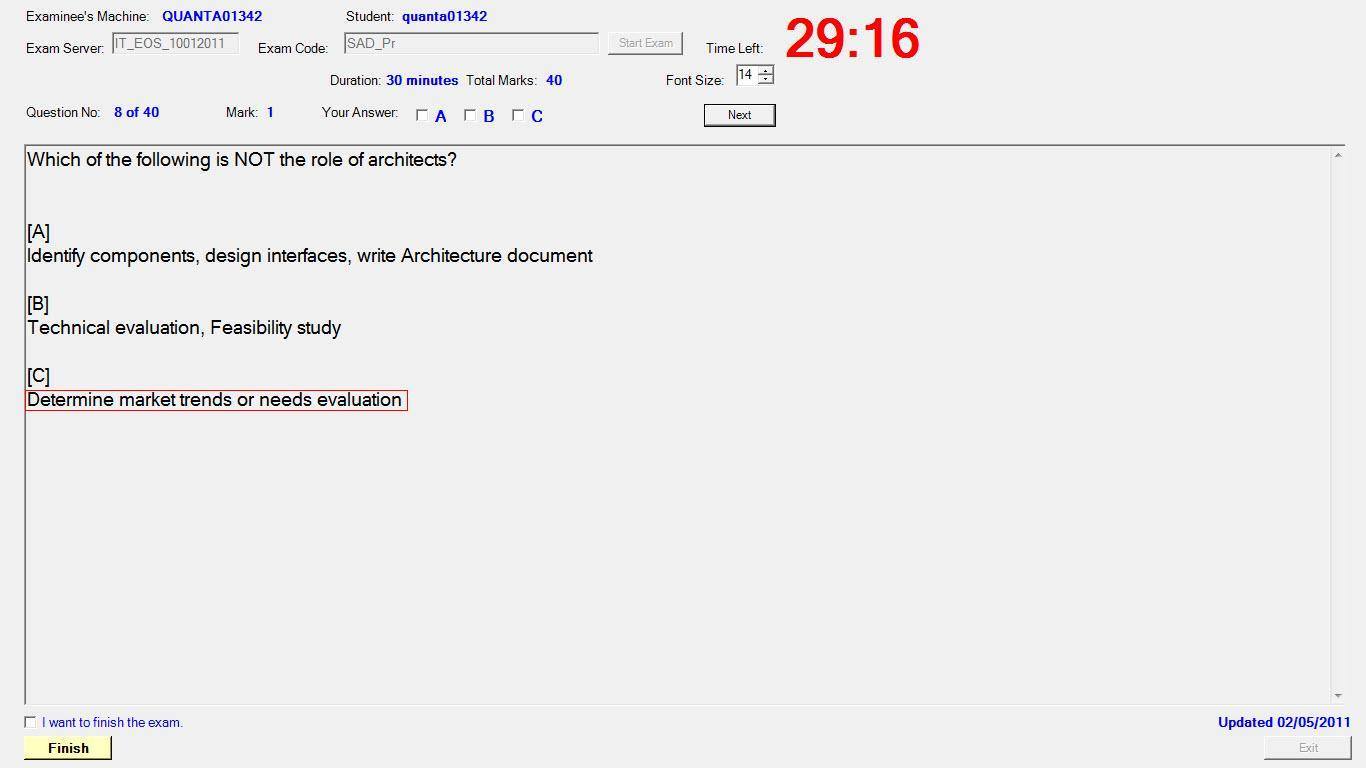 Examinee's Machine: QUANTA01342 Student: quanta01342
Exam Server: IT_EOS_10012011 Exam Code: SAD_Pr Start Exam Time Left: 29:16
Duration: 30 minutes Total Marks: 40 Font Size: 14
Question No: 8 of 40 Mark: 1 Your Answer: A B C Next
Which of the following is NOT the role of architects?
[A]
Identify components, design interfaces, write Architecture document
[B]
Technical evaluation, Feasibility study
[C]
Determine market trends or needs evaluation
I want to finish the exam. Updated 02/05/2011
Finish Exit